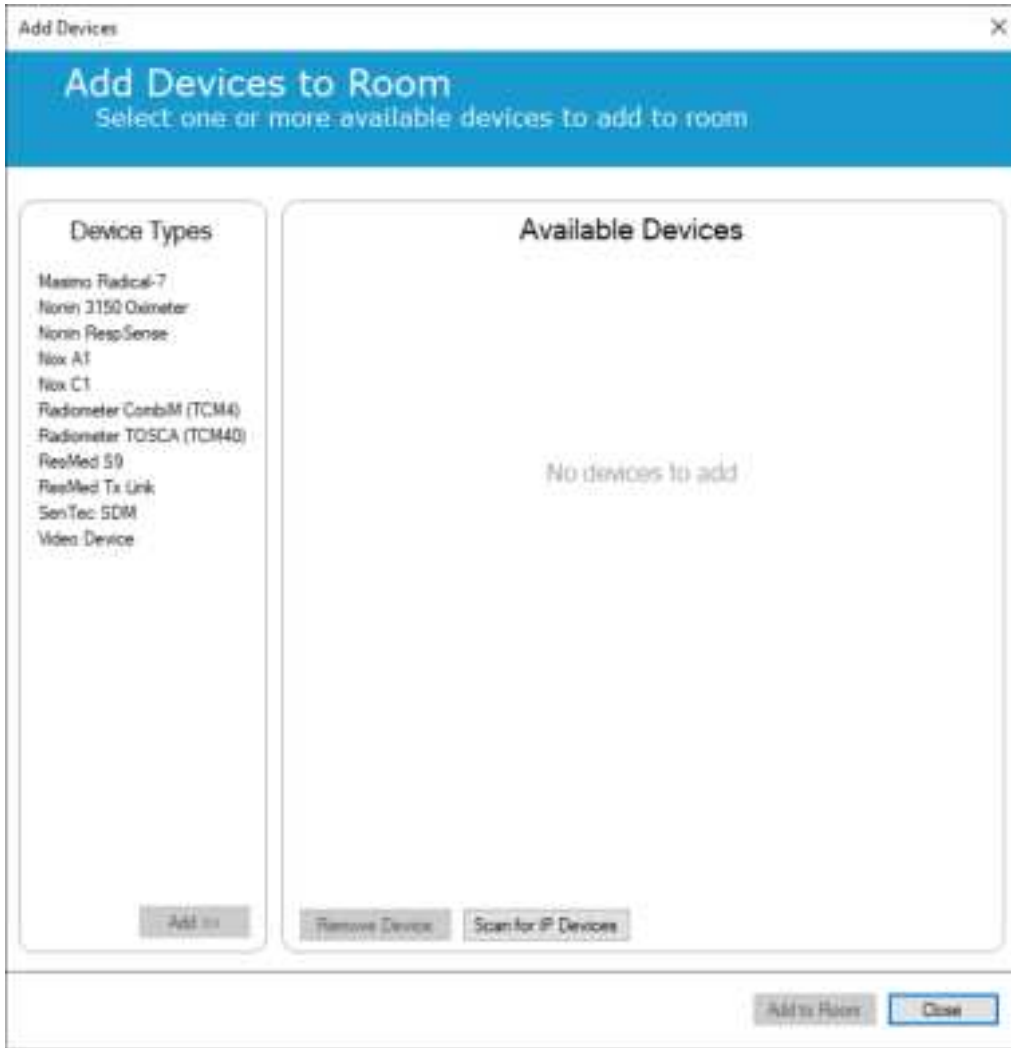 Add Devices
Add Devices to Room
Select one or more available devices to add to room
Device Types
Masimo Radical-7
Nonin 3150 Oximeter
Nonin RespSense
Nox A1
Nox C1
Radiometer CombiM (TCM4)
Radiometer TOSCA (TCM40)
ResMed S9
ResMed Tx Link
SenTec SDM
Video Device
Add >>
Available Devices
No devices to add
Remove Device
Scan for IP Devices
Add to Room
Close